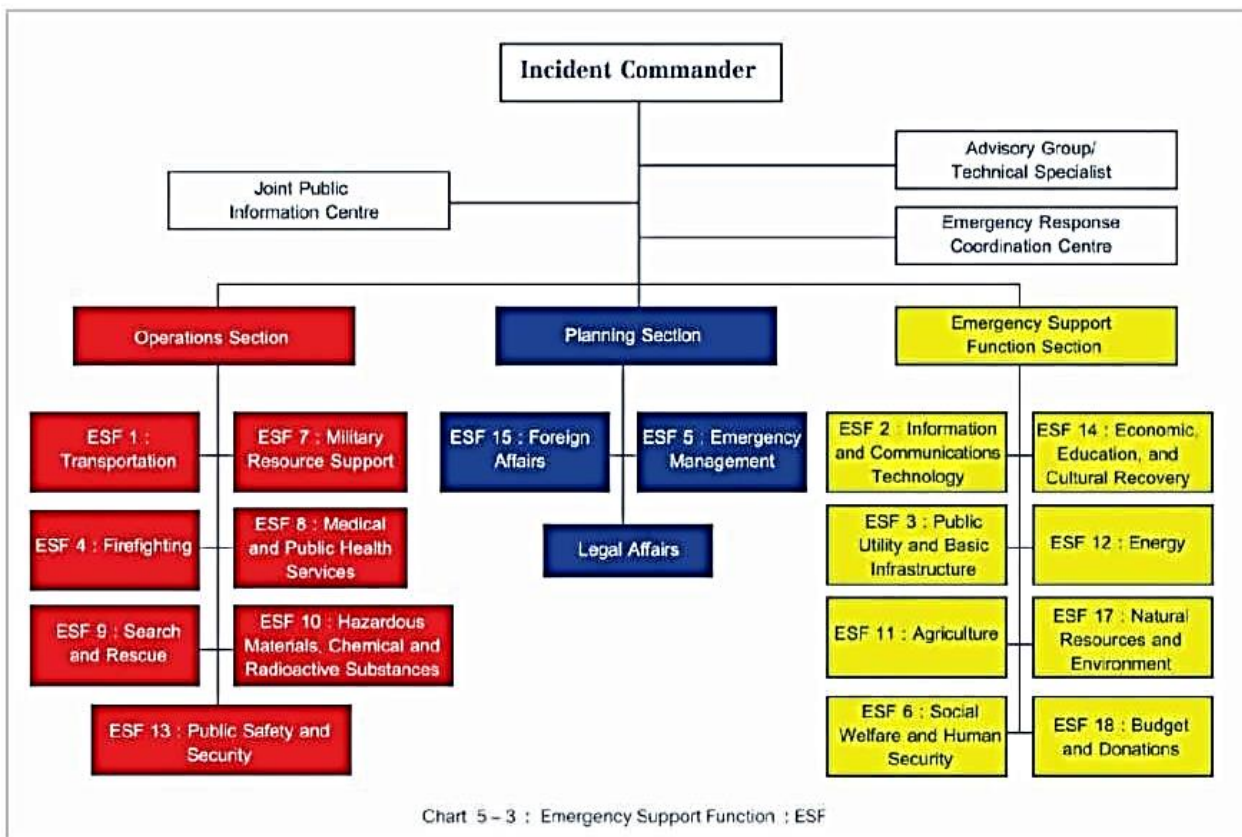 Incident Commander
Advisory Group/
Technical Specialist
Joint Public
Information Centre
Emergency Response
Coordination Centre
Operations Section
Planning Section
Emergency Support
Function Section
ESF 1 :
Transportation
ESF 7 : Military
Resource Support
ESF 4 : Firefighting
ESF 8 : Medical
and Public Health
Services
ESF 9 : Search
and Rescue
ESF 10 : Hazardous
Materials, Chemical and
Radioactive Substances
ESF 13 : Public Safety and
Security
ESF 15 : Foreign
Affairs
ESF 5 : Emergency
Management
Legal Affairs
ESF 2 : Information
and Communications
Technology
ESF 14 : Economic,
Education, and
Cultural Recovery
ESF 3 : Public
Utility and Basic
Infrastructure
ESF 12 : Energy
ESF 11 : Agriculture
ESF 17 : Natural
Resources and
Environment
ESF 6 : Social
Welfare and Human
Security
ESF 18 : Budget
and Donations
Chart 5 – 3 : Emergency Support Function : ESF